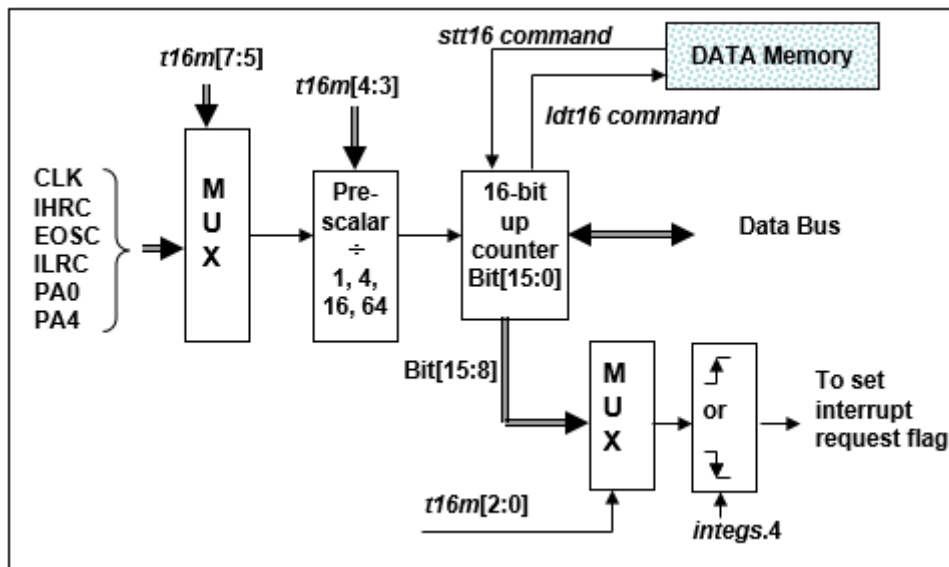 stt16 command
DATA Memory
t16m[7:5]
t16m[4:3]
ldt16 command
CLK
IHRC
EOSC
ILRC
PA0
PA4
M
U
X
Pre-
scalar
÷
1, 4,
16, 64
16-bit
up
counter
Bit[15:0]
Data Bus
Bit[15:8]
M
U
X
or
To set
interrupt
request flag
t16m[2:0]
integs.4